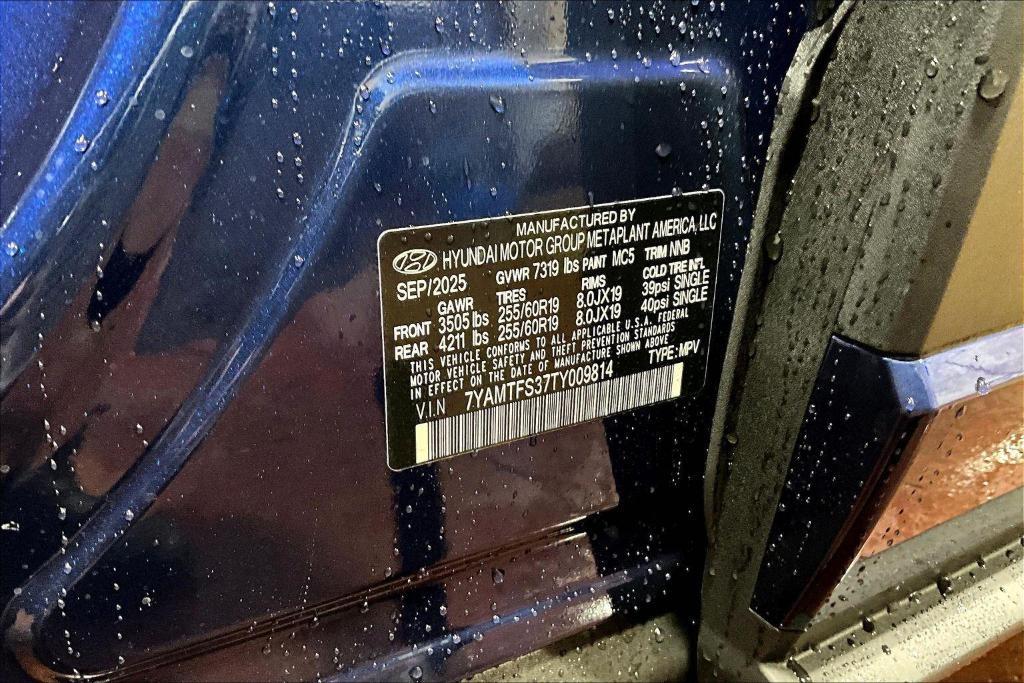 MANUFACTURED BY
HYUNDAI MOTOR GROUP METAPLANT AMERICA, LLC
SEP/2025 GVWR 7319 lbs PAINT MC5 TRIM NNB
GAWR TIRES RIMS COLD TIRE INFL
FRONT 3505 lbs 255/60R19 8.0JX19 39psi SINGLE
REAR 4211 lbs 255/60R19 8.0JX19 40psi SINGLE
THIS VEHICLE CONFORMS TO ALL APPLICABLE U.S.A. FEDERAL
MOTOR VEHICLE SAFETY AND THEFT PREVENTION STANDARDS
IN EFFECT ON THE DATE OF MANUFACTURE SHOWN ABOVE
V.I.N 7YAMTFS37TY009814 TYPE:MPV